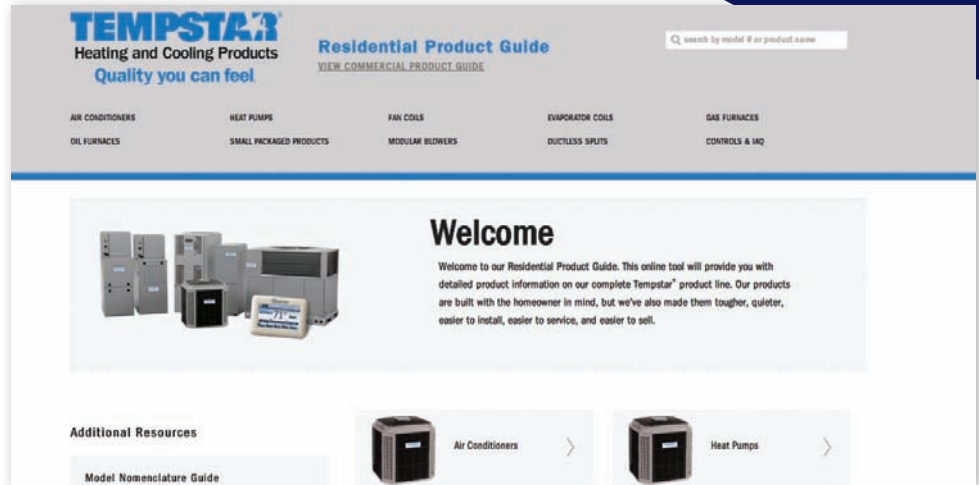 TEMPSTAR®
Heating and Cooling Products
Quality you can feel.
Residential Product Guide
VIEW COMMERCIAL PRODUCT GUIDE
search by model # or product name
AIR CONDITIONERS
HEAT PUMPS
FAN COILS
EVAPORATOR COILS
GAS FURNACES
OIL FURNACES
SMALL PACKAGED PRODUCTS
MODULAR BLOWERS
DUCTLESS SPLITS
CONTROLS & IAQ
Welcome
Welcome to our Residential Product Guide. This online tool will provide you with
detailed product information on our complete Tempstar® product line. Our products
are built with the homeowner in mind, but we've also made them tougher, quieter,
easier to install, easier to service, and easier to sell.
Additional Resources
Model Nomenclature Guide
Air Conditioners
Heat Pumps